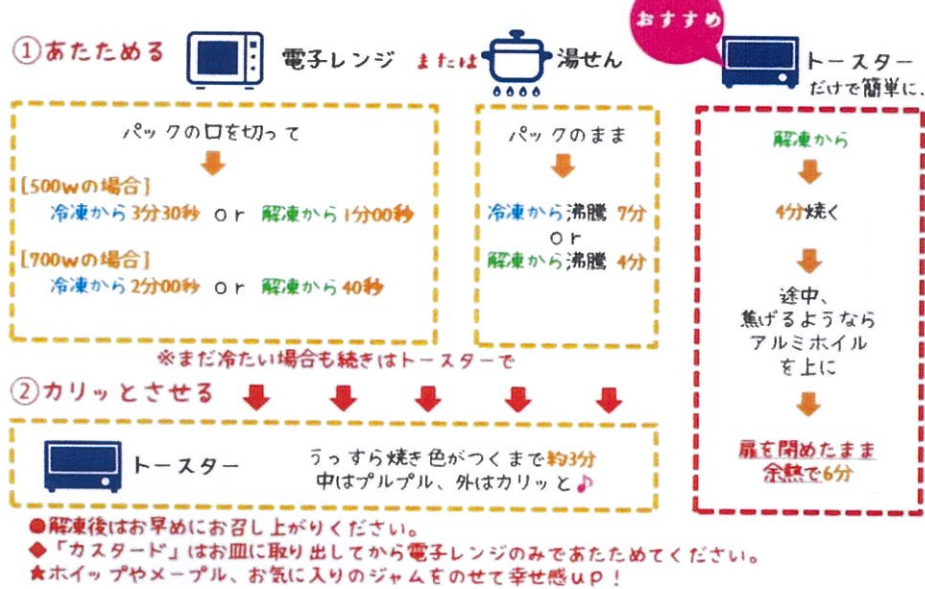 ①あたためる
電子レンジ または 湯せん
おすすめ
トースター
だけで簡単に.
パックの口を切って
[500wの場合]
冷凍から3分30秒 or 解凍から1分00秒
[700wの場合]
冷凍から2分00秒 or 解凍から40秒
パックのまま
冷凍から沸騰 7分
or
解凍から沸騰 4分
※まだ冷たい場合も続きはトースターで
②カリッとさせる
トースター
うっすら焼き色がつくまで約3分
中はプルプル、外はカリッと♪
解凍から
4分焼く
途中、
焦げるようなら
アルミホイル
を上に
扉を閉めたまま
余熱で6分
●解凍後はお早めにお召し上がりください。
◆「カスタード」はお皿に取り出してから電子レンジのみであたためてください。
★ホイップやメープル、お気に入りのジャムをのせて幸せ感up！